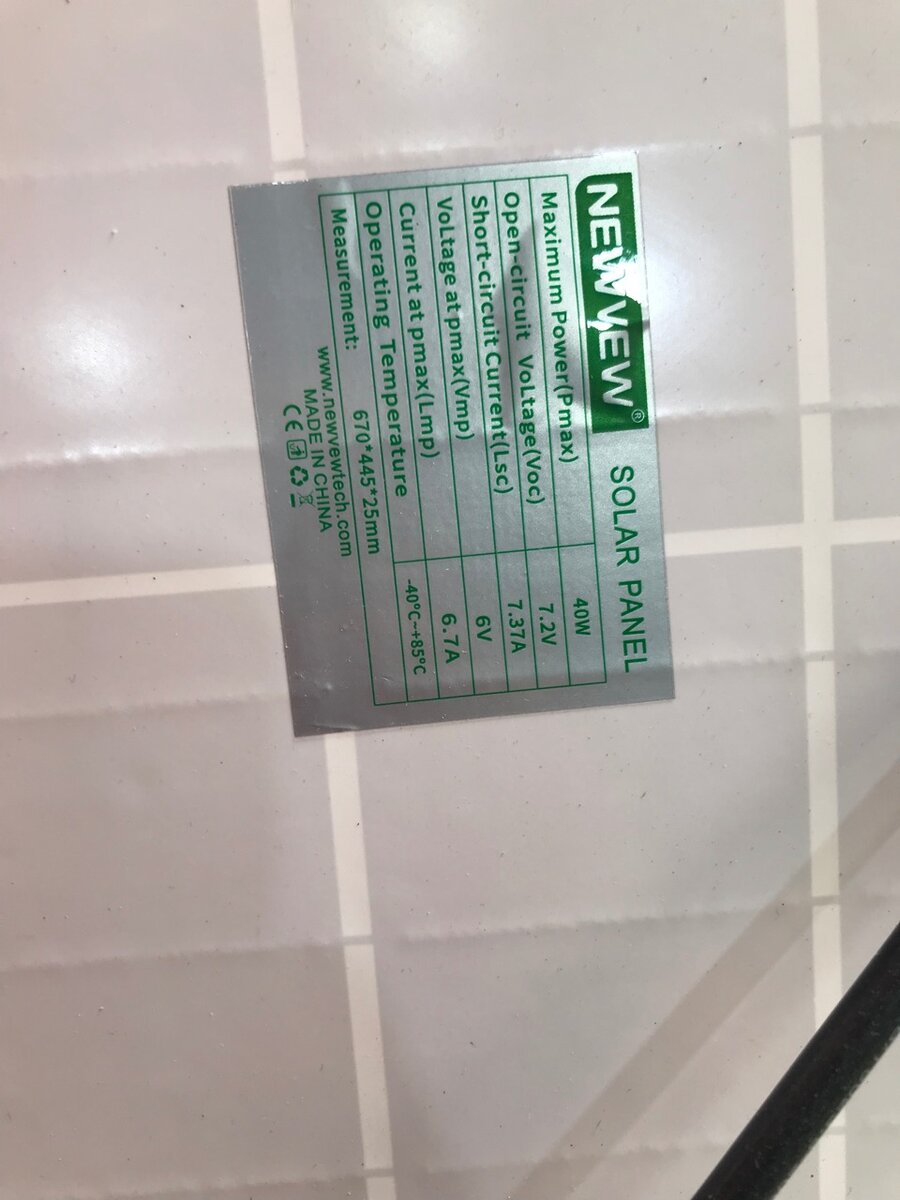 NEWVEW® SOLAR PANEL
Maximum Power(Pmax) 40W
Open-circuit VoLtage(Voc) 7.2V
Short-circuit Current(Lsc) 7.37A
VoLtage at pmax(Vmp) 6V
Current at pmax(Lmp) 6.7A
Operating Temperature -40°C~+85°C
Measurement: 670*445*25mm
www.newvewtech.com
MADE IN CHINA
CE